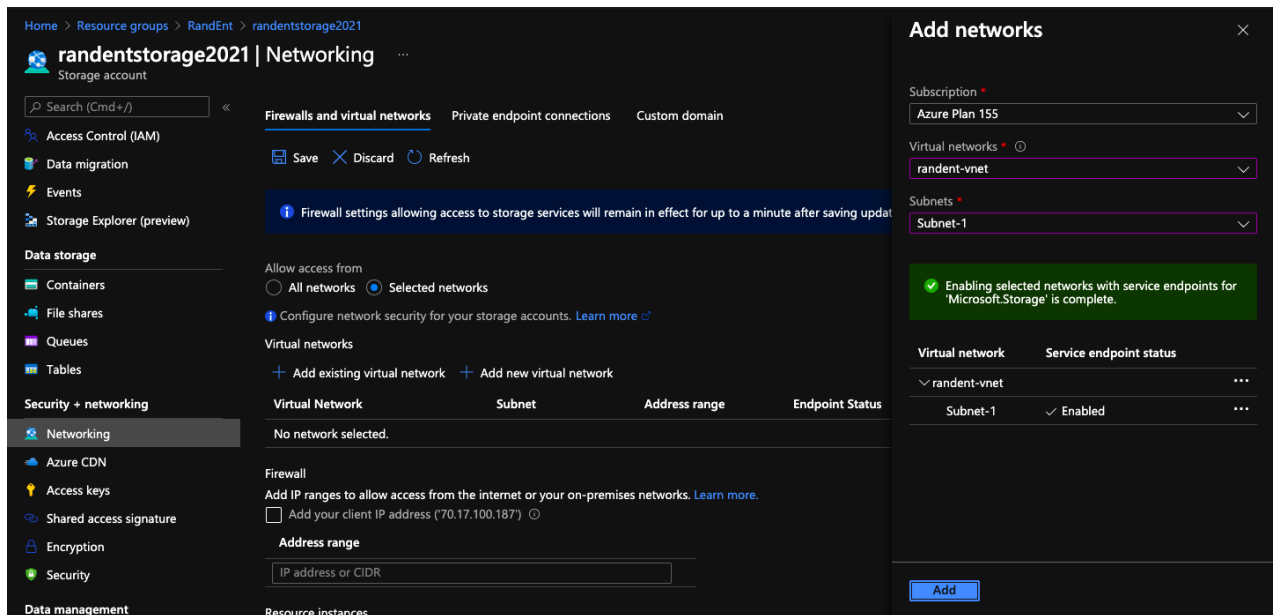 Home > Resource groups > RandEnt > randentstorage2021
randentstorage2021 | Networking ...
Storage account
Search (Cmd+/)
«
Access Control (IAM)
Data migration
Events
Storage Explorer (preview)
Data storage
Containers
File shares
Queues
Tables
Security + networking
Networking
Azure CDN
Access keys
Shared access signature
Encryption
Security
Data management
Firewalls and virtual networks Private endpoint connections Custom domain
Save Discard Refresh
Firewall settings allowing access to storage services will remain in effect for up to a minute after saving updat
Allow access from
All networks Selected networks
Configure network security for your storage accounts. Learn more
Virtual networks
+ Add existing virtual network + Add new virtual network
Virtual Network Subnet Address range Endpoint Status
No network selected.
Firewall
Add IP ranges to allow access from the internet or your on-premises networks. Learn more.
Add your client IP address ('70.17.100.187')
Address range
IP address or CIDR
Resource instances
Add networks
Subscription *
Azure Plan 155
Virtual networks *
randent-vnet
Subnets *
Subnet-1
Enabling selected networks with service endpoints for
'Microsoft.Storage' is complete.
Virtual network Service endpoint status
randent-vnet ...
Subnet-1 Enabled ...
Add